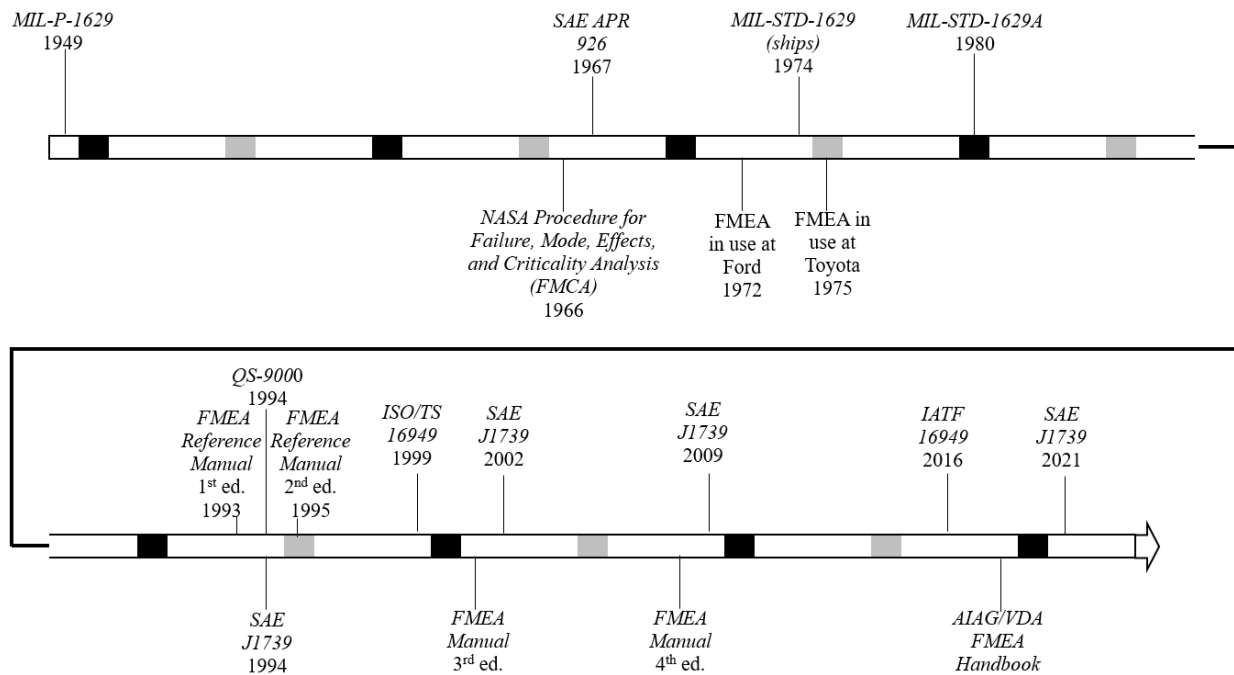 MIL-P-1629
1949
SAE APR
926
1967
MIL-STD-1629
(ships)
1974
MIL-STD-1629A
1980
NASA Procedure for
Failure, Mode, Effects,
and Criticality Analysis
(FMCA)
1966
FMEA
in use at
Ford
1972
FMEA in
use at
Toyota
1975
QS-9000
1994
FMEA
Reference
Manual
1st ed.
1993
FMEA
Reference
Manual
2nd ed.
1995
ISO/TS
16949
1999
SAE
J1739
2002
SAE
J1739
2009
IATF
16949
2016
SAE
J1739
2021
SAE
J1739
1994
FMEA
Manual
3rd ed.
FMEA
Manual
4th ed.
AIAG/VDA
FMEA
Handbook